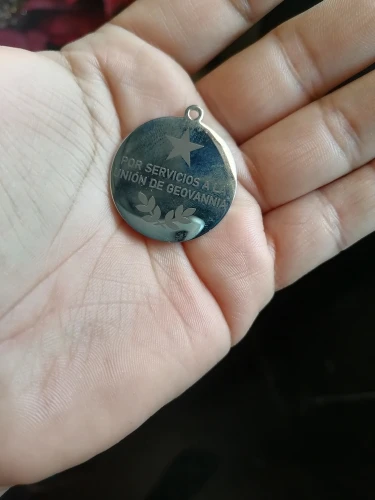 POR SERVICIOS A LA
UNIÓN DE GEOVANNIA